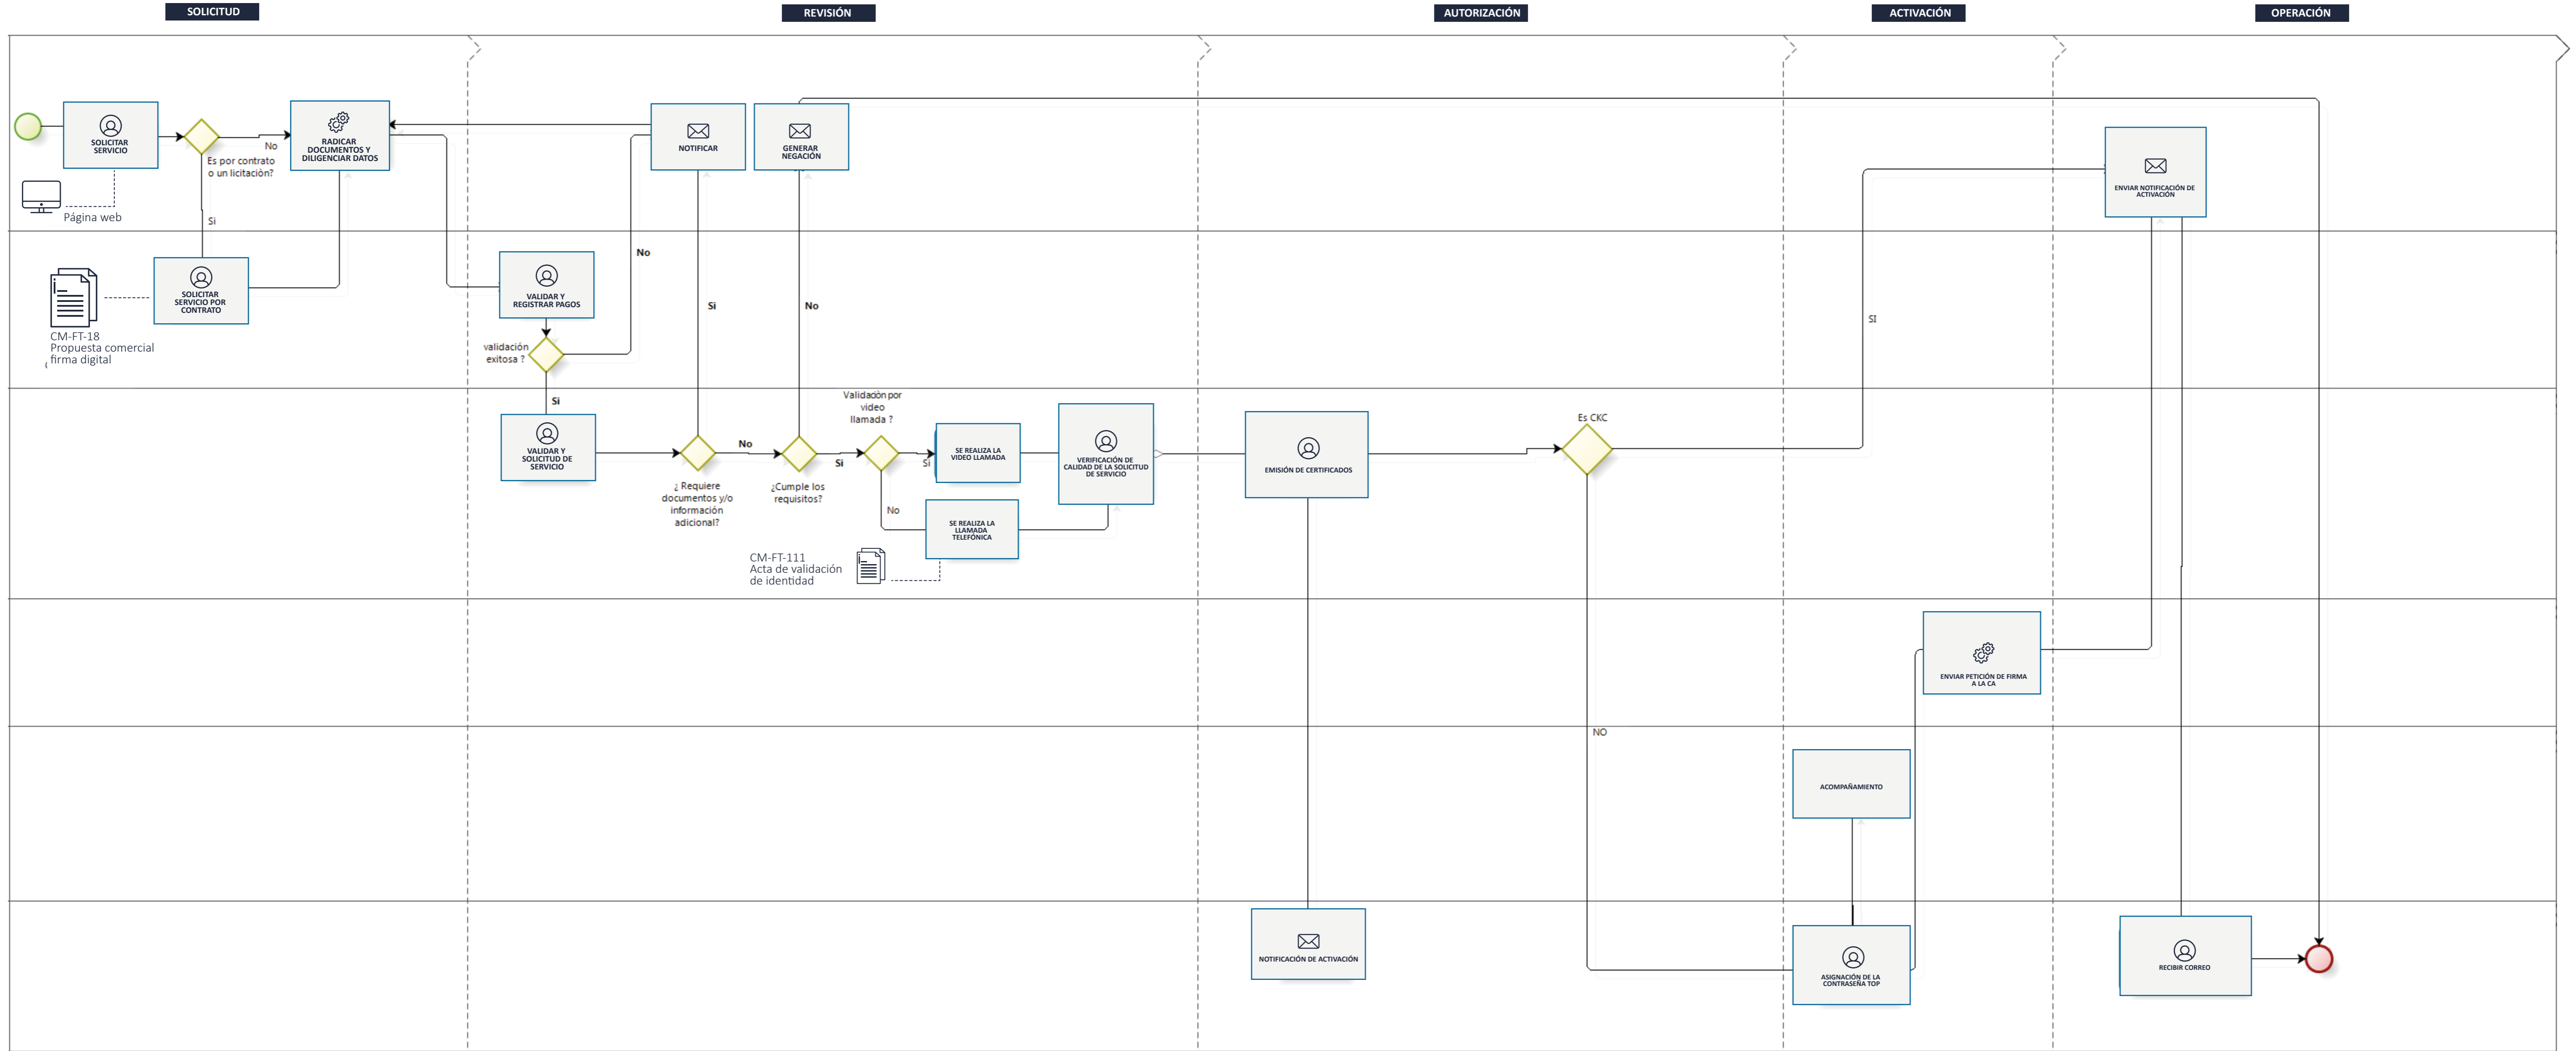 SOLICITUD
REVISIÓN
AUTORIZACIÓN
ACTIVACIÓN
OPERACIÓN
SOLICITAR
SERVICIO
No
Es por contrato
o un licitación?
Si
Página web
RADICAR
DOCUMENTOS Y
DILIGENCIAR DATOS
NOTIFICAR
GENERAR
NEGACIÓN
ENVIAR NOTIFICACIÓN DE
ACTIVACIÓN
SOLICITAR
SERVICIO POR
CONTRATO
CM-FT-18
Propuesta comercial
firma digital
VALIDAR Y
REGISTRAR PAGOS
validación
exitosa ?
No
Si
No
SI
Si
VALIDAR Y
SOLICITUD DE
SERVICIO
No
¿ Requiere
documentos y/o
información
adicional?
Si
¿Cumple los
requisitos?
Validación por
video
llamada ?
Si
No
SE REALIZA LA
VIDEO LLAMADA
SE REALIZA LA
LLAMADA
TELEFÓNICA
CM-FT-111
Acta de validación
de identidad
VERIFICACIÓN DE
CALIDAD DE LA SOLICITUD
DE SERVICIO
EMISIÓN DE CERTIFICADOS
Es CKC
ENVIAR PETICIÓN DE FIRMA
A LA CA
NO
ACOMPAÑAMIENTO
NOTIFICACIÓN DE ACTIVACIÓN
ASIGNACIÓN DE LA
CONTRASEÑA TOP
RECIBIR CORREO